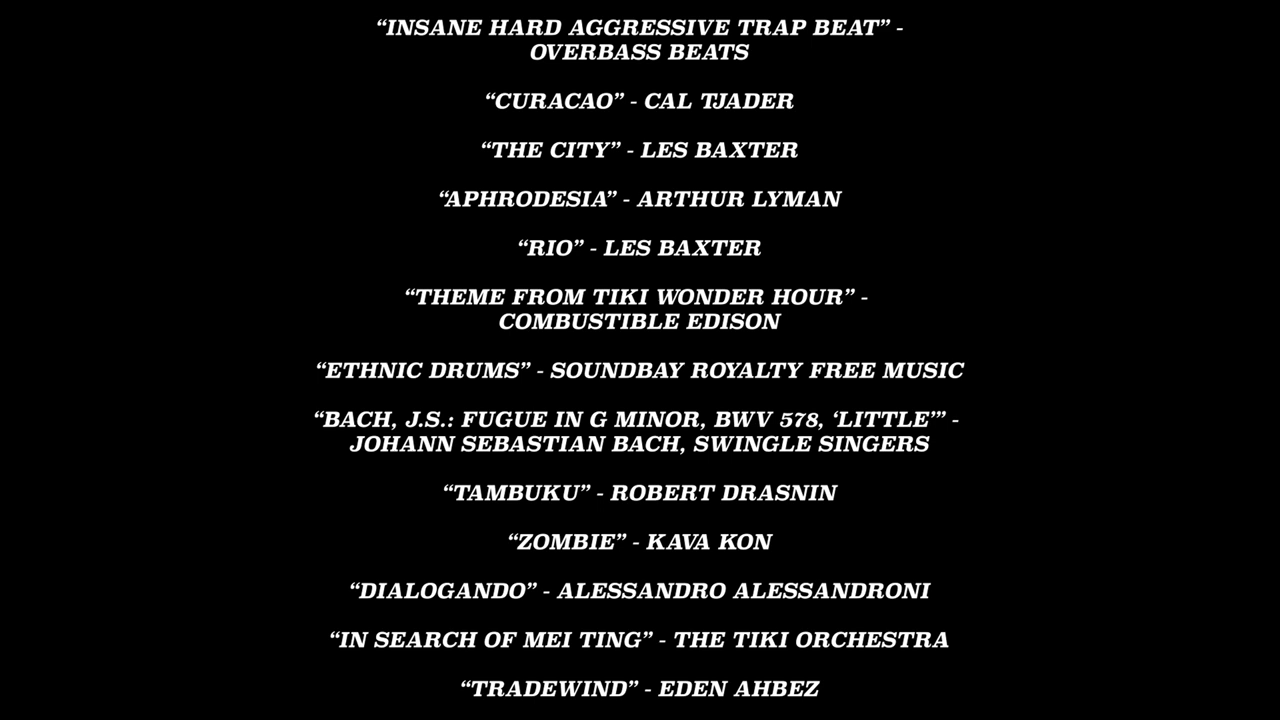 “INSANE HARD AGGRESSIVE TRAP BEAT” -
OVERBASS BEATS
“CURACAO” - CAL TJADER
“THE CITY” - LES BAXTER
“APHRODESIA” - ARTHUR LYMAN
“RIO” - LES BAXTER
“THEME FROM TIKI WONDER HOUR” -
COMBUSTIBLE EDISON
“ETHNIC DRUMS” - SOUNDBAY ROYALTY FREE MUSIC
“BACH, J.S.: FUGUE IN G MINOR, BWV 578, ‘LITTLE’” -
JOHANN SEBASTIAN BACH, SWINGLE SINGERS
“TAMBUKU” - ROBERT DRASNIN
“ZOMBIE” - KAVA KON
“DIALOGANDO” - ALESSANDRO ALESSANDRONI
“IN SEARCH OF MEI TING” - THE TIKI ORCHESTRA
“TRADEWIND” - EDEN AHBEZ